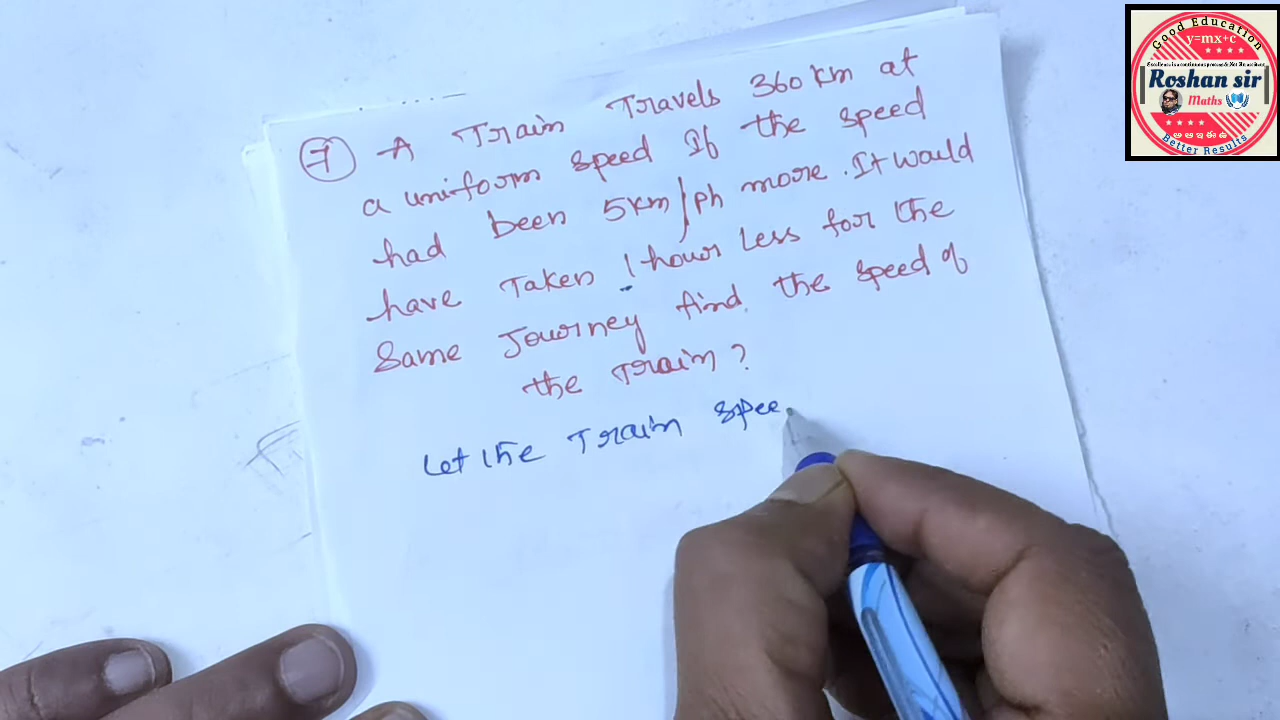 7 A Train Travels 360 km at
a uniform speed If the speed
had been 5km/ph more. It would
have Taken 1 hour Less for the
Same Journey find the speed of
the Train?
Let the Train spee
Good Education
y=mx+c
Roshan sir
Maths
Better Results